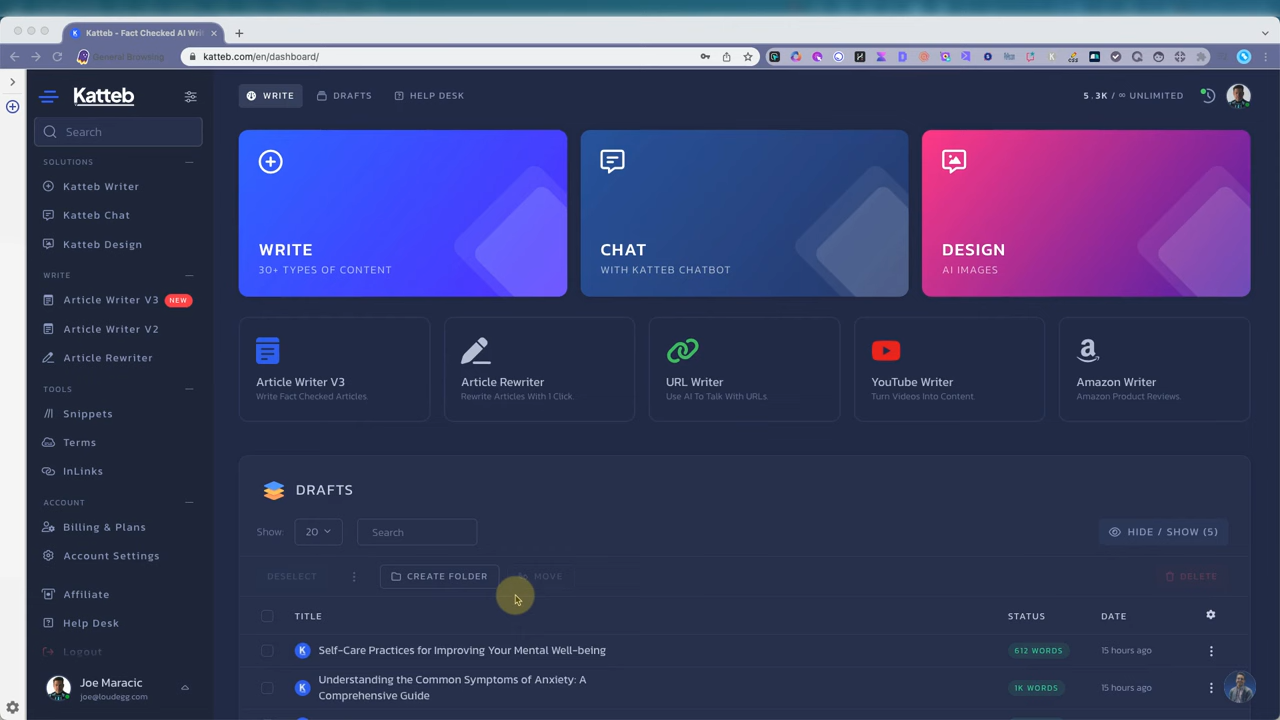 Katteb - Fact Checked AI Wri
General Browsing
katteb.com/en/dashboard/
Katteb
Search
SOLUTIONS
Katteb Writer
Katteb Chat
Katteb Design
WRITE
Article Writer V3 NEW
Article Writer V2
Article Rewriter
TOOLS
Snippets
Terms
InLinks
ACCOUNT
Billing & Plans
Account Settings
Affiliate
Help Desk
Logout
Joe Maracic
joe@loudegg.com
WRITE DRAFTS HELP DESK
5.3K / ∞ UNLIMITED
WRITE
30+ TYPES OF CONTENT
CHAT
WITH KATTEB CHATBOT
DESIGN
AI IMAGES
Article Writer V3
Write Fact Checked Articles.
Article Rewriter
Rewrite Articles With 1 Click.
URL Writer
Use AI To Talk With URLs.
YouTube Writer
Turn Videos Into Content.
Amazon Writer
Amazon Product Reviews.
DRAFTS
Show: 20 Search HIDE / SHOW (5)
DESELECT CREATE FOLDER MOVE DELETE
TITLE STATUS DATE
Self-Care Practices for Improving Your Mental Well-being 612 WORDS 15 hours ago
Understanding the Common Symptoms of Anxiety: A
Comprehensive Guide 1K WORDS 15 hours ago